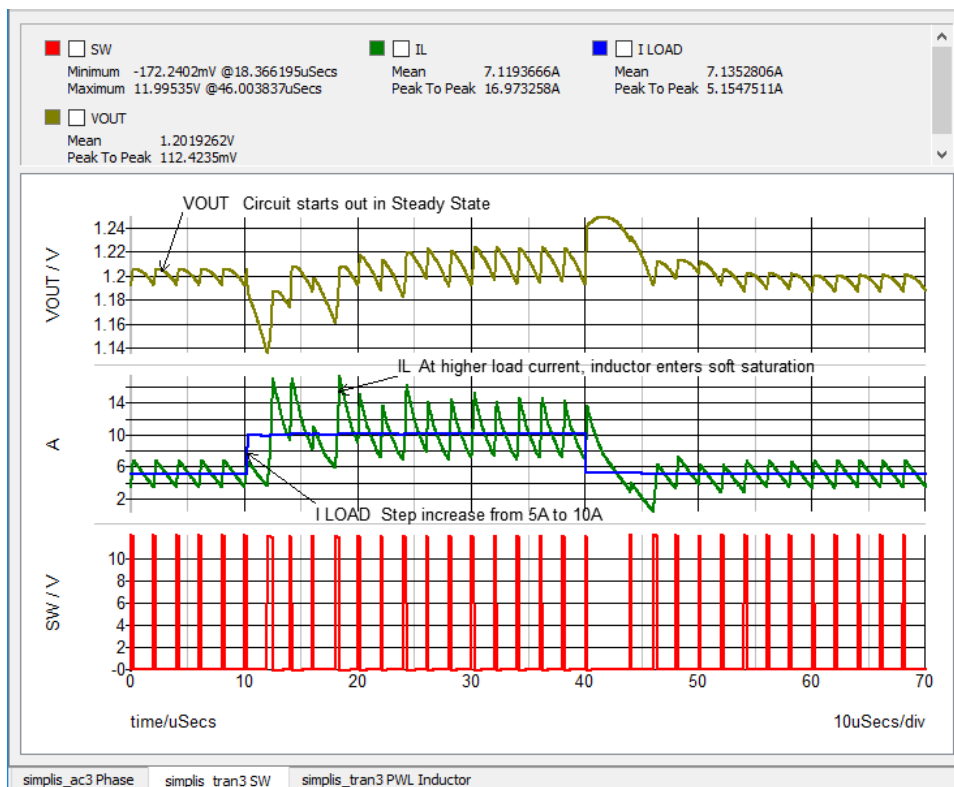 SW IL I LOAD
Minimum -172.2402mV @18.366195uSecs Mean 7.1193666A Mean 7.1352806A
Maximum 11.99535V @46.003837uSecs Peak To Peak 16.973258A Peak To Peak 5.1547511A
VOUT
Mean 1.2019262V
Peak To Peak 112.4235mV
VOUT Circuit starts out in Steady State
VOUT / V
1.24
1.22
1.2
1.18
1.16
1.14
IL At higher load current, inductor enters soft saturation
A
14
10
6
2
I LOAD Step increase from 5A to 10A
SW / V
10
8
6
4
2
-0
0 10 20 30 40 50 60 70
time/uSecs 10uSecs/div
simplis_ac3 Phase simplis_tran3 SW simplis_tran3 PWL Inductor